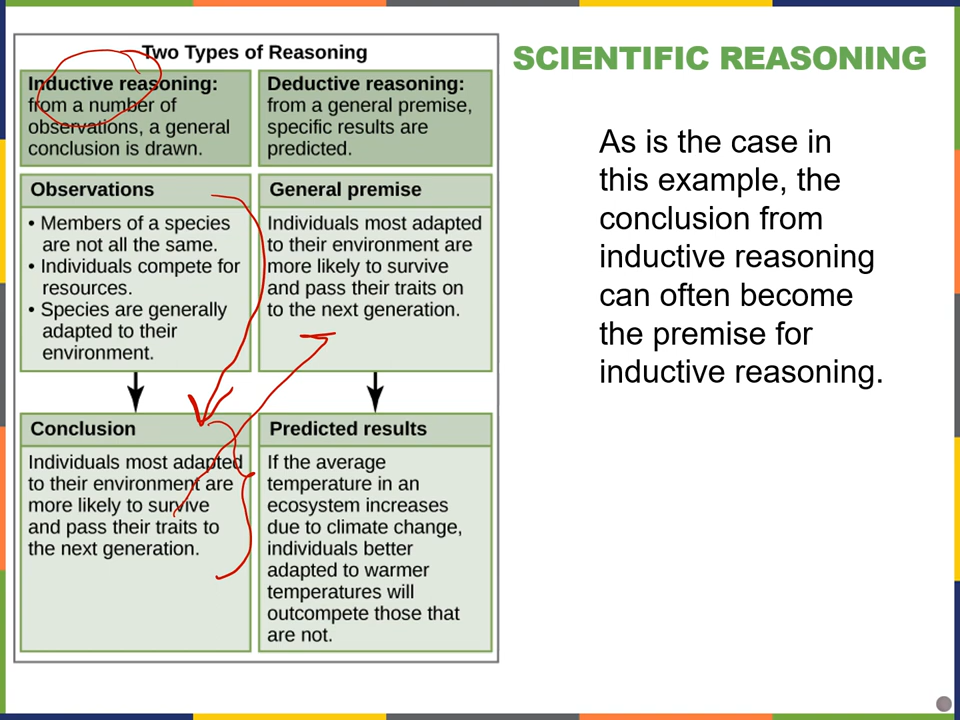 Two Types of Reasoning
Inductive reasoning:
from a number of
observations, a general
conclusion is drawn.
Observations
• Members of a species
are not all the same.
• Individuals compete for
resources.
• Species are generally
adapted to their
environment.
Conclusion
Individuals most adapted
to their environment are
more likely to survive
and pass their traits to
the next generation.
Deductive reasoning:
from a general premise,
specific results are
predicted.
General premise
Individuals most adapted
to their environment are
more likely to survive
and pass their traits on
to the next generation.
Predicted results
If the average
temperature in an
ecosystem increases
due to climate change,
individuals better
adapted to warmer
temperatures will
outcompete those that
are not.
SCIENTIFIC REASONING
As is the case in
this example, the
conclusion from
inductive reasoning
can often become
the premise for
inductive reasoning.